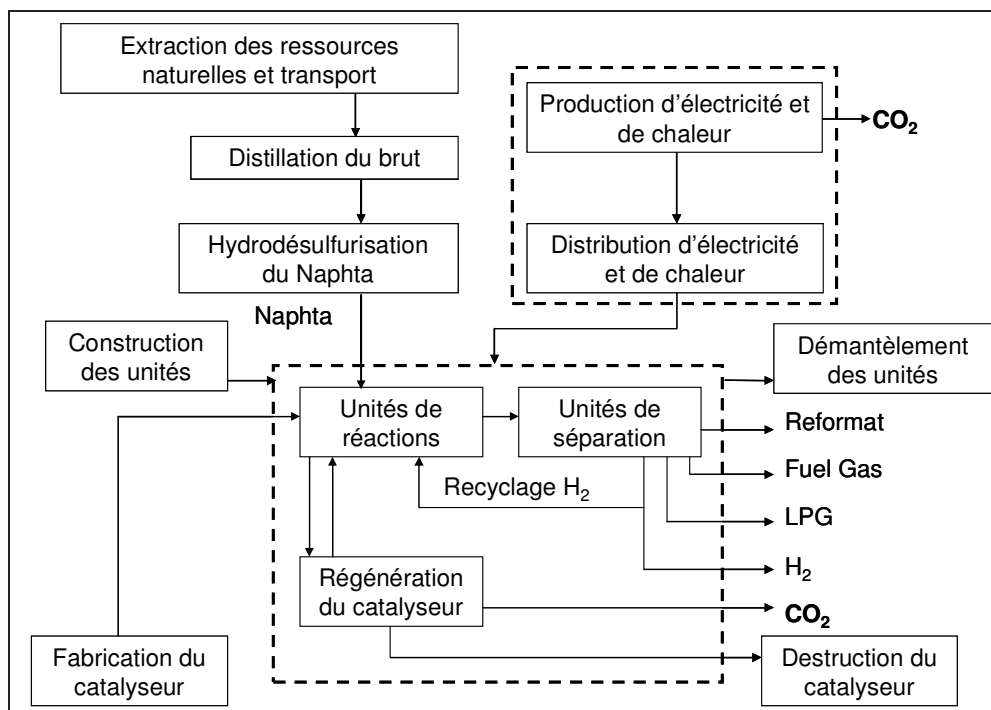 Extraction des ressources
naturelles et transport
Production d'électricité et
de chaleur
CO₂
Distillation du brut
Hydrodésulfurisation
du Naphta
Distribution d'électricité
et de chaleur
Naphta
Construction
des unités
Démantèlement
des unités
Unités de
réactions
Unités de
séparation
Reformat
Fuel Gas
Recyclage H₂
LPG
H₂
Régénération
du catalyseur
CO₂
Fabrication du
catalyseur
Destruction du
catalyseur